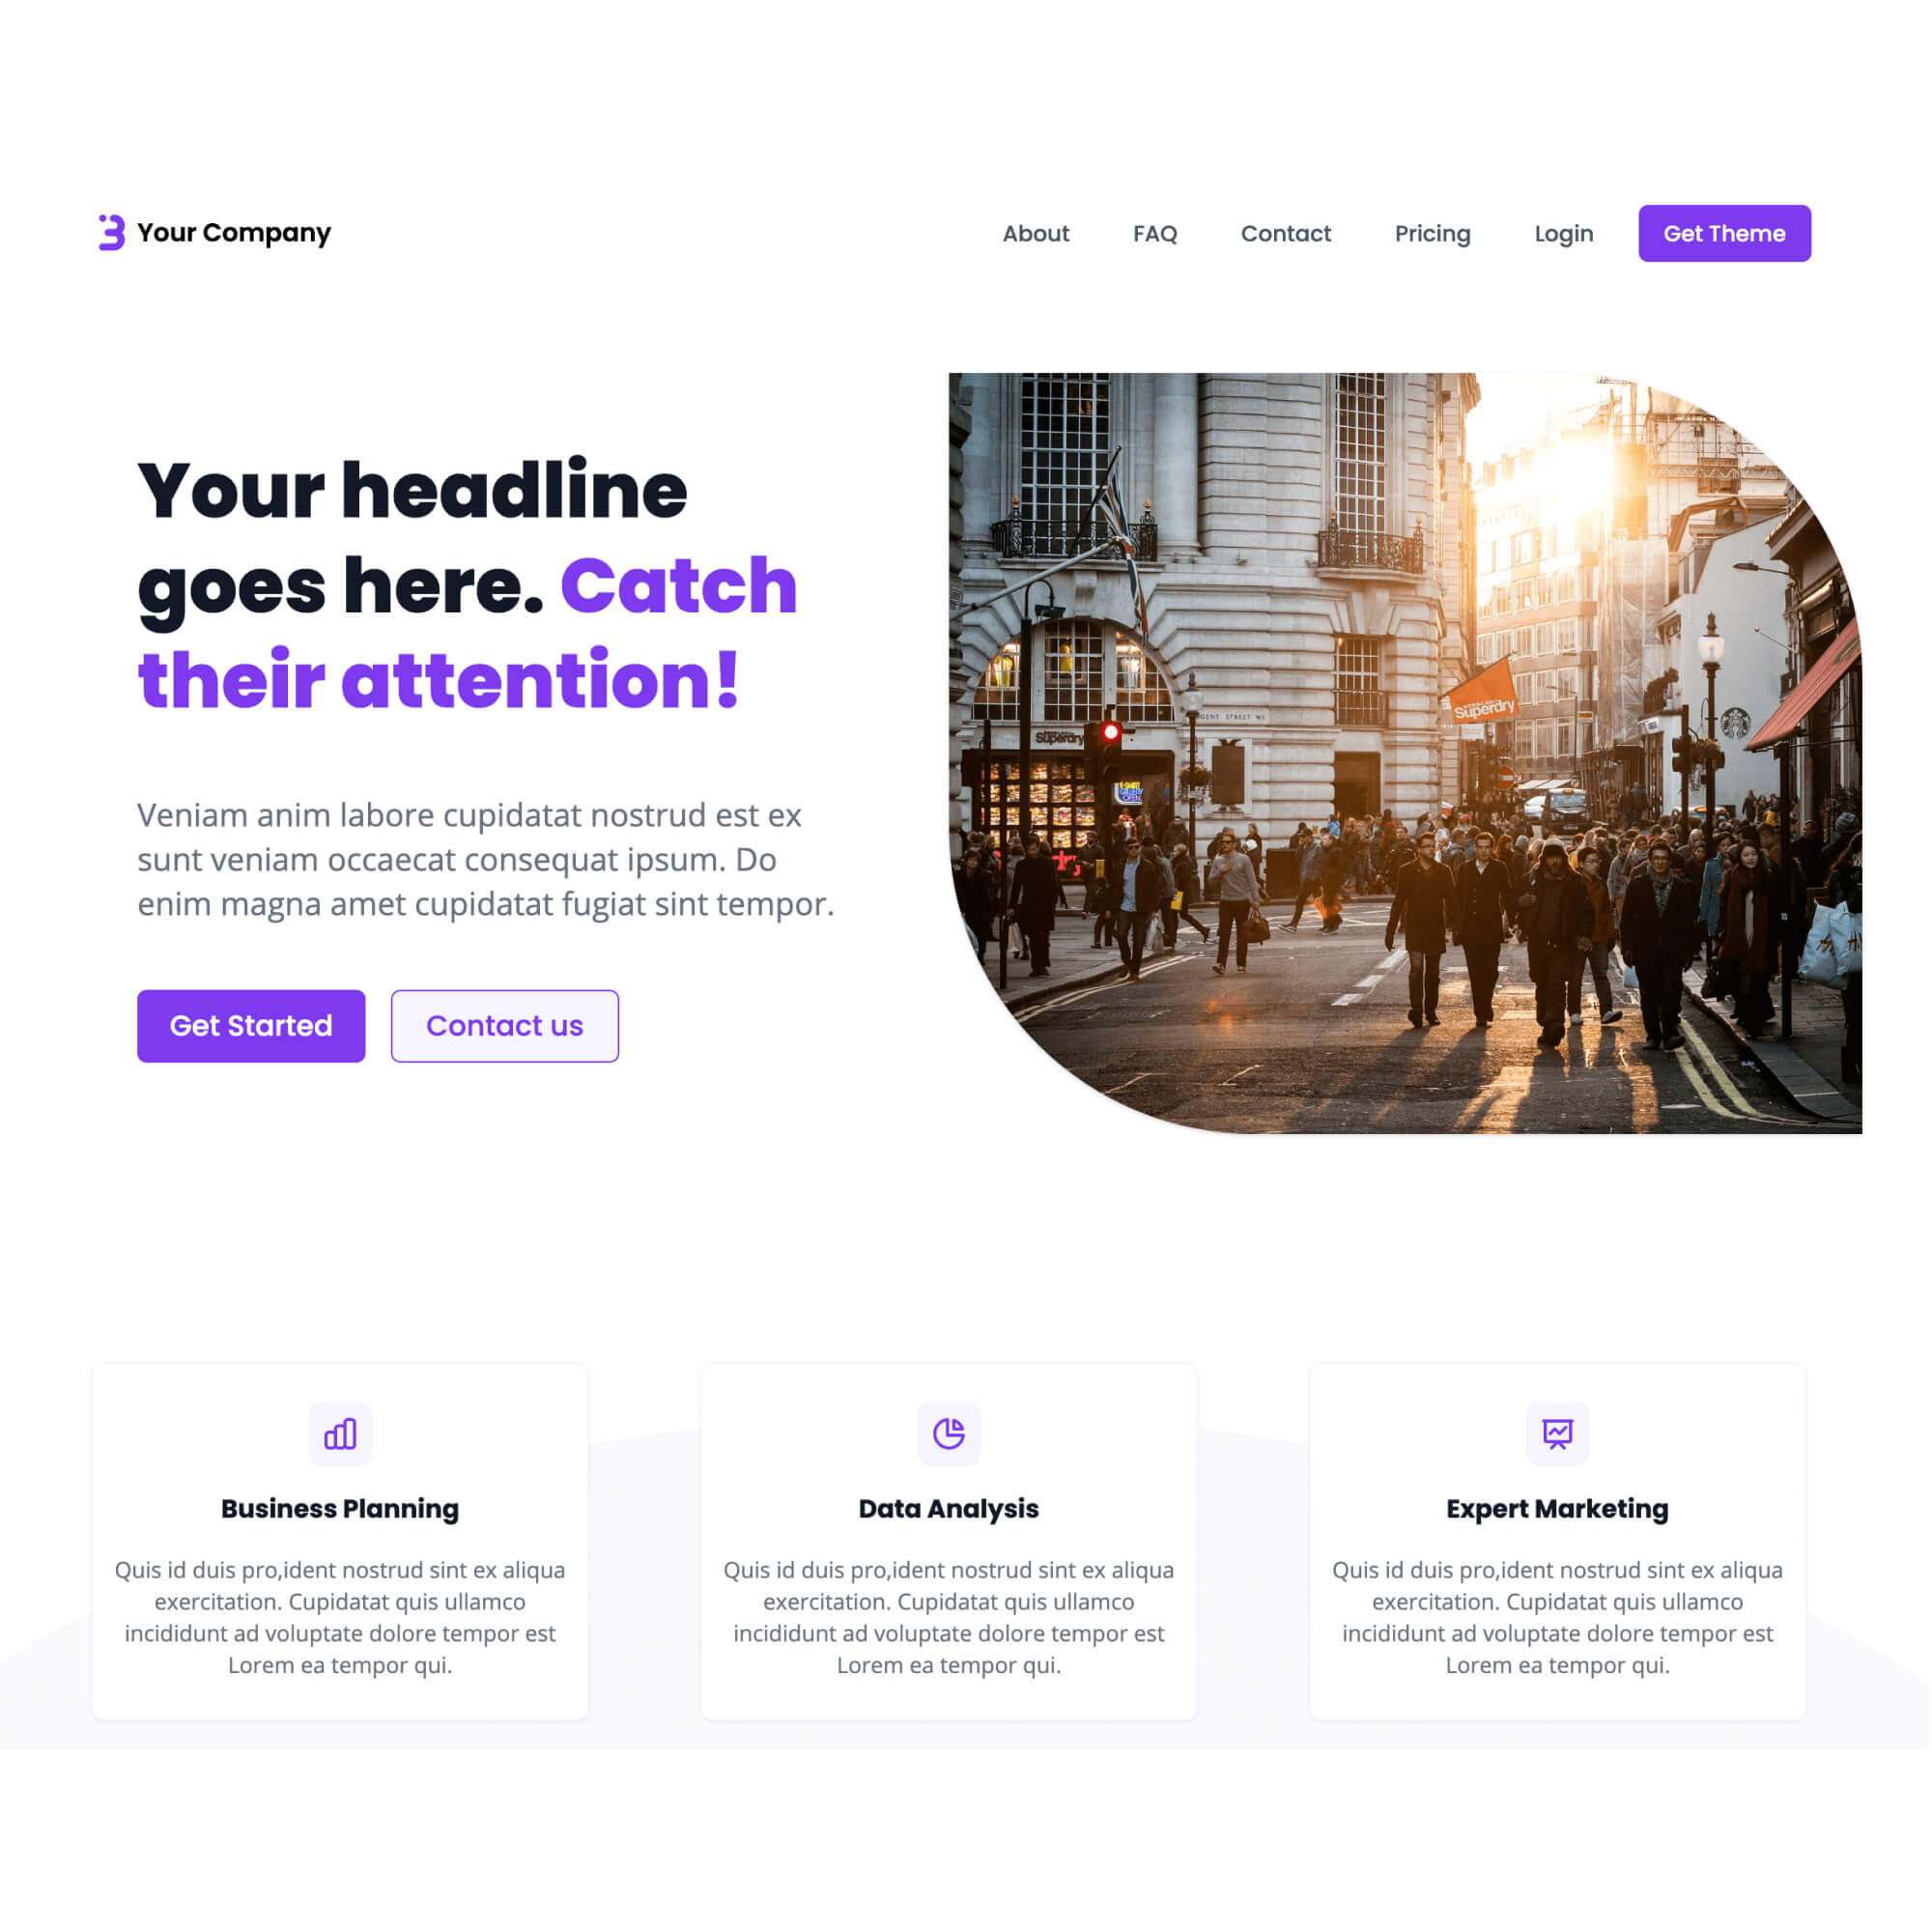 Your Company
About FAQ Contact Pricing Login Get Theme
Your headline
goes here. Catch
their attention!
Veniam anim labore cupidatat nostrud est ex
sunt veniam occaecat consequat ipsum. Do
enim magna amet cupidatat fugiat sint tempor.
Get Started Contact us
Superdry
Superdry
Business Planning
Quis id duis pro,ident nostrud sint ex aliqua
exercitation. Cupidatat quis ullamco
incididunt ad voluptate dolore tempor est
Lorem ea tempor qui.
Data Analysis
Quis id duis pro,ident nostrud sint ex aliqua
exercitation. Cupidatat quis ullamco
incididunt ad voluptate dolore tempor est
Lorem ea tempor qui.
Expert Marketing
Quis id duis pro,ident nostrud sint ex aliqua
exercitation. Cupidatat quis ullamco
incididunt ad voluptate dolore tempor est
Lorem ea tempor qui.